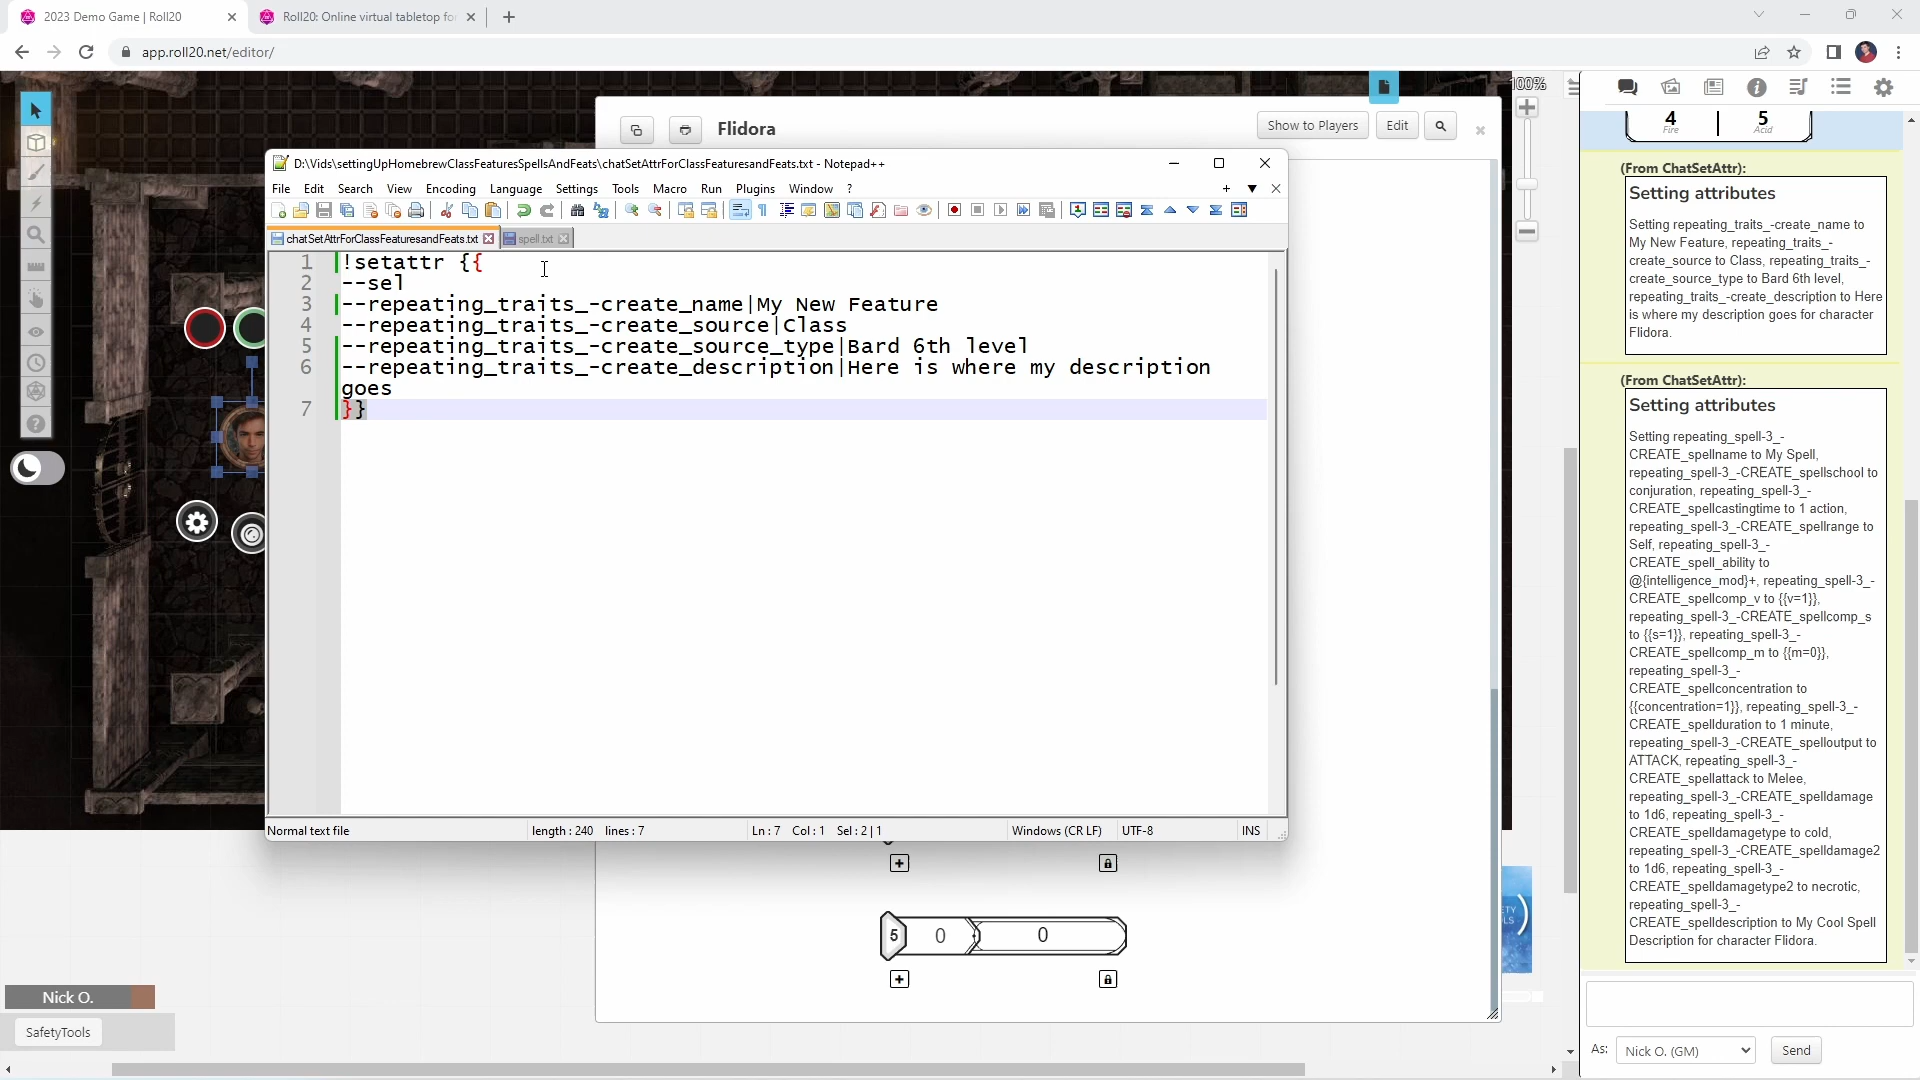 2023 Demo Game | Roll20
Roll20: Online virtual tabletop fo
app.roll20.net/editor/
100%
Flidora
Show to Players
Edit
D:\Vids\settingUpHomebrewClassFeaturesSpellsAndFeats\chatSetAttrForClassFeaturesandFeats.txt - Notepad++
File Edit Search View Encoding Language Settings Tools Macro Run Plugins Window ?
chatSetAttrForClassFeaturesandFeats.txt
spell.txt
1 !setattr {{
2 --sel
3 --repeating_traits_-create_name|My New Feature
4 --repeating_traits_-create_source|Class
5 --repeating_traits_-create_source_type|Bard 6th level
6 --repeating_traits_-create_description|Here is where my description
goes
7 }}
Normal text file
length : 240 lines : 7
Ln : 7 Col : 1 Sel : 2 | 1
Windows (CR LF)
UTF-8
INS
5 0 0
Nick O.
SafetyTools
4 5
Fire Acid
(From ChatSetAttr):
Setting attributes
Setting repeating_traits_-create_name to
My New Feature, repeating_traits_-
create_source to Class, repeating_traits_-
create_source_type to Bard 6th level,
repeating_traits_-create_description to Here
is where my description goes for character
Flidora.
(From ChatSetAttr):
Setting attributes
Setting repeating_spell-3_-
CREATE_spellname to My Spell,
repeating_spell-3_-CREATE_spellschool to
conjuration, repeating_spell-3_-
CREATE_spellcastingtime to 1 action,
repeating_spell-3_-CREATE_spellrange to
Self, repeating_spell-3_-
CREATE_spell_ability to
@{intelligence_mod}+, repeating_spell-3_-
CREATE_spellcomp_v to {{v=1}},
repeating_spell-3_-CREATE_spellcomp_s
to {{s=1}}, repeating_spell-3_-
CREATE_spellcomp_m to {{m=0}},
repeating_spell-3_-
CREATE_spellconcentration to
{{concentration=1}}, repeating_spell-3_-
CREATE_spellduration to 1 minute,
repeating_spell-3_-CREATE_spelloutput to
ATTACK, repeating_spell-3_-
CREATE_spellattack to Melee,
repeating_spell-3_-CREATE_spelldamage
to 1d6, repeating_spell-3_-
CREATE_spelldamagetype to cold,
repeating_spell-3_-CREATE_spelldamage2
to 1d6, repeating_spell-3_-
CREATE_spelldamagetype2 to necrotic,
repeating_spell-3_-
CREATE_spelldescription to My Cool Spell
Description for character Flidora.
As: Nick O. (GM)
Send